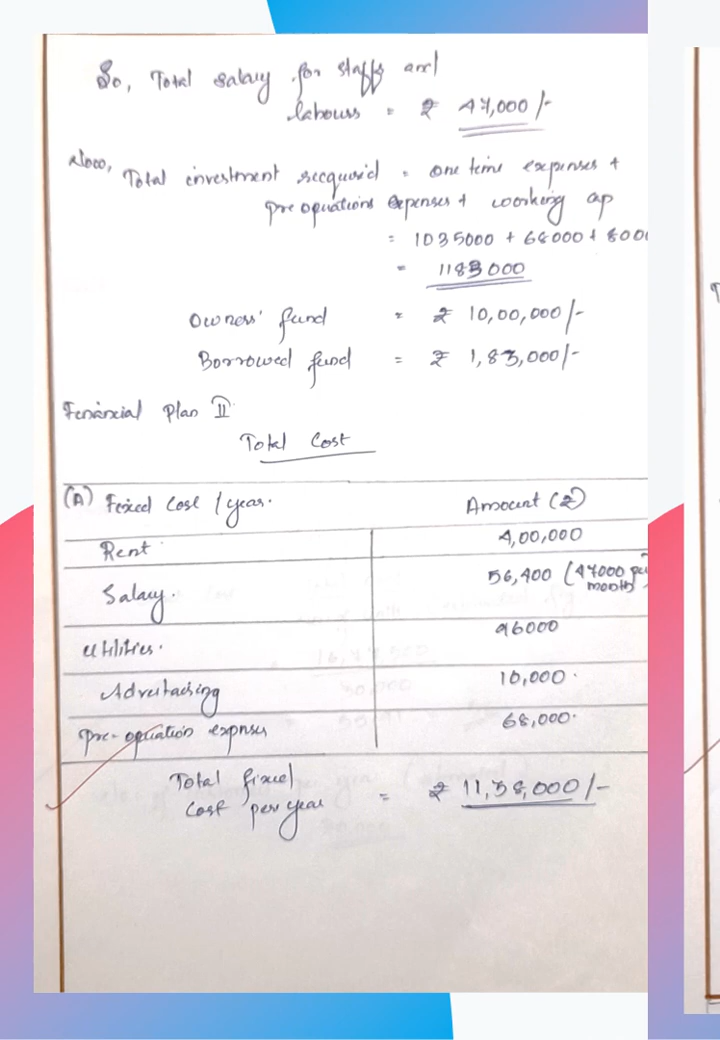 So, Total salary for staffs and
labours = ₹ 47,000/-
Also,
Total investment required = one time expenses +
pre operations expenses + working cap
= 1035000 + 68000 + 8000
= 1183000
Owners' fund = ₹ 10,00,000/-
Borrowed fund = ₹ 1,83,000/-
Financial Plan II
Total Cost
(A) Fixed Cost / year. Amount (₹)
Rent 4,00,000
Salary. 56,400 (47000 per
month)
Utilities. 96000
Advertising 10,000.
Pre-operation expnses 68,000.
Total fixed
Cost per year = ₹ 11,38,000/-